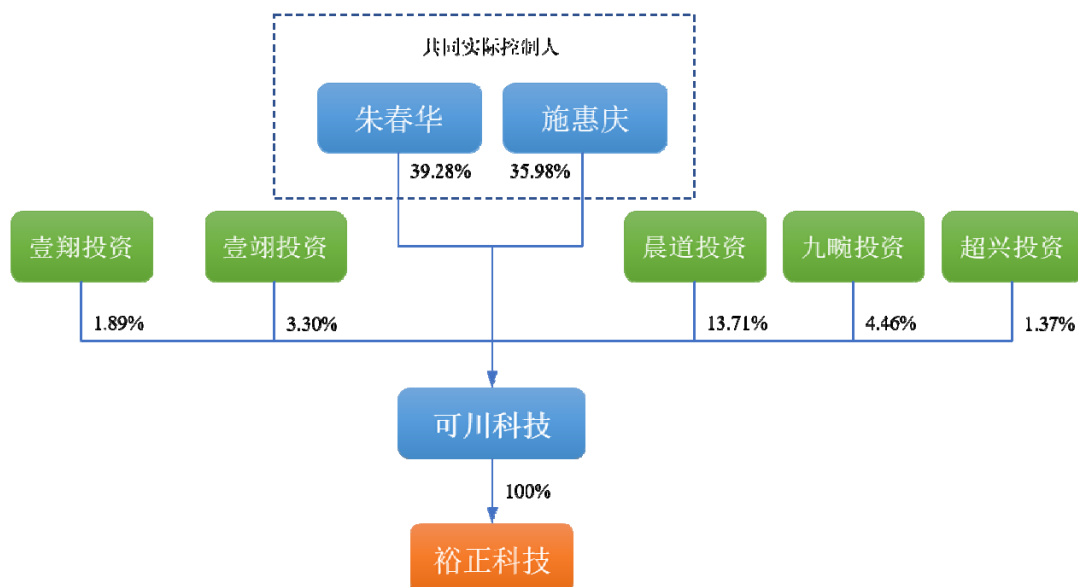 共同实际控制人
朱春华
施惠庆
39.28%
35.98%
壹翔投资
壹翊投资
晨道投资
九畹投资
超兴投资
1.89%
3.30%
13.71%
4.46%
1.37%
可川科技
100%
裕正科技